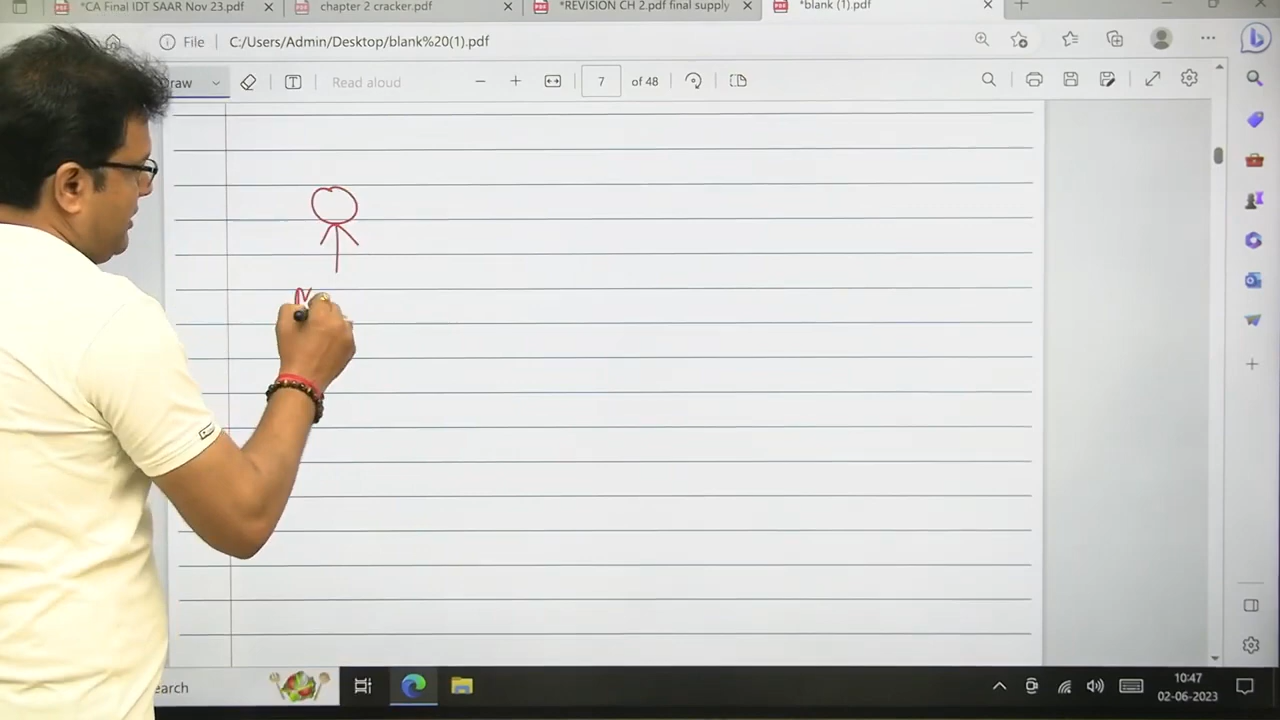 *CA Final IDT SAAR Nov 23.pdf
chapter 2 cracker.pdf
*REVISION CH 2.pdf final supply
*blank (1).pdf
File
C:/Users/Admin/Desktop/blank%20(1).pdf
raw
Read aloud
7
of 48
N
earch
10:47
02-06-2023